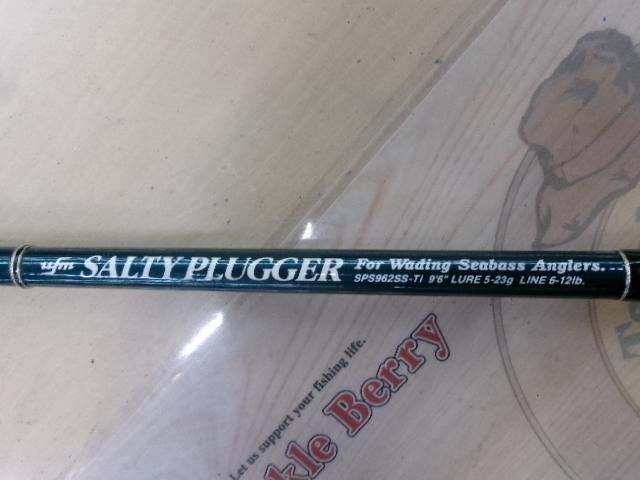 ufm SALTY PLUGGER For Wading Seabass Anglers.
SPS962SS-TI 9'6" LURE 5-23g LINE 6-12lb.
Let us support your fishing life.
kle Berry